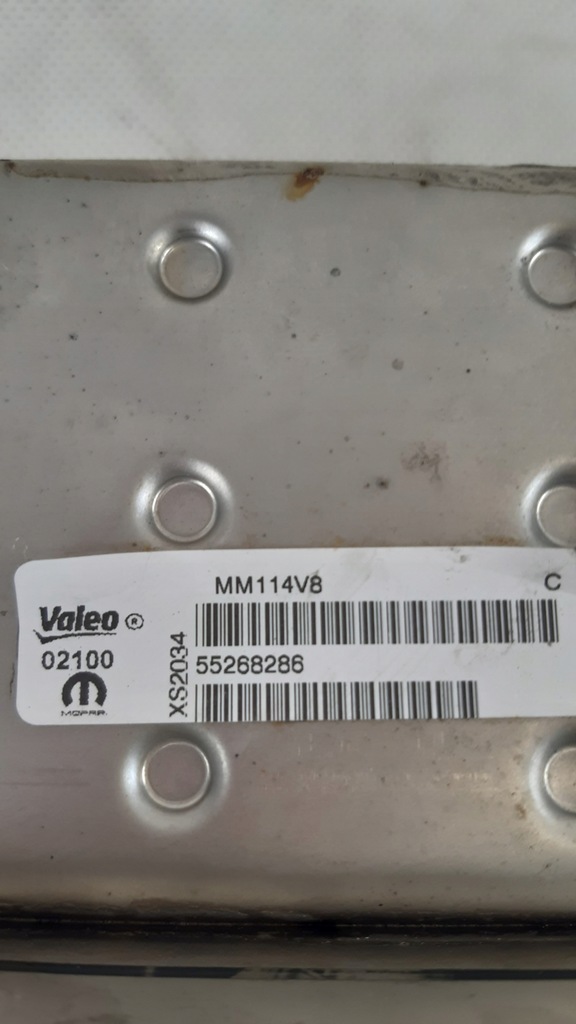 MM114V8 C
Valeo®
02100
MOPAR.
XS2034
55268286